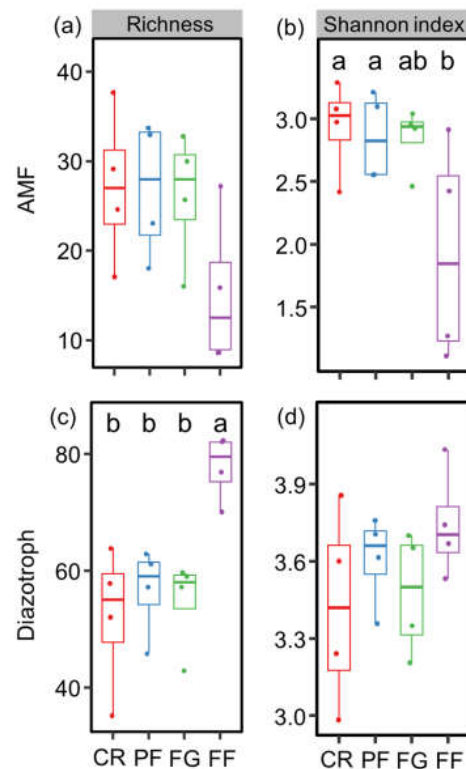 (a) Richness
(b) Shannon index
AMF
40
30
20
10
a a ab b
3.0
2.5
2.0
1.5
(c)
(d)
Diazotroph
80
60
40
b b b a
3.9
3.6
3.3
3.0
CR PF FG FF
CR PF FG FF